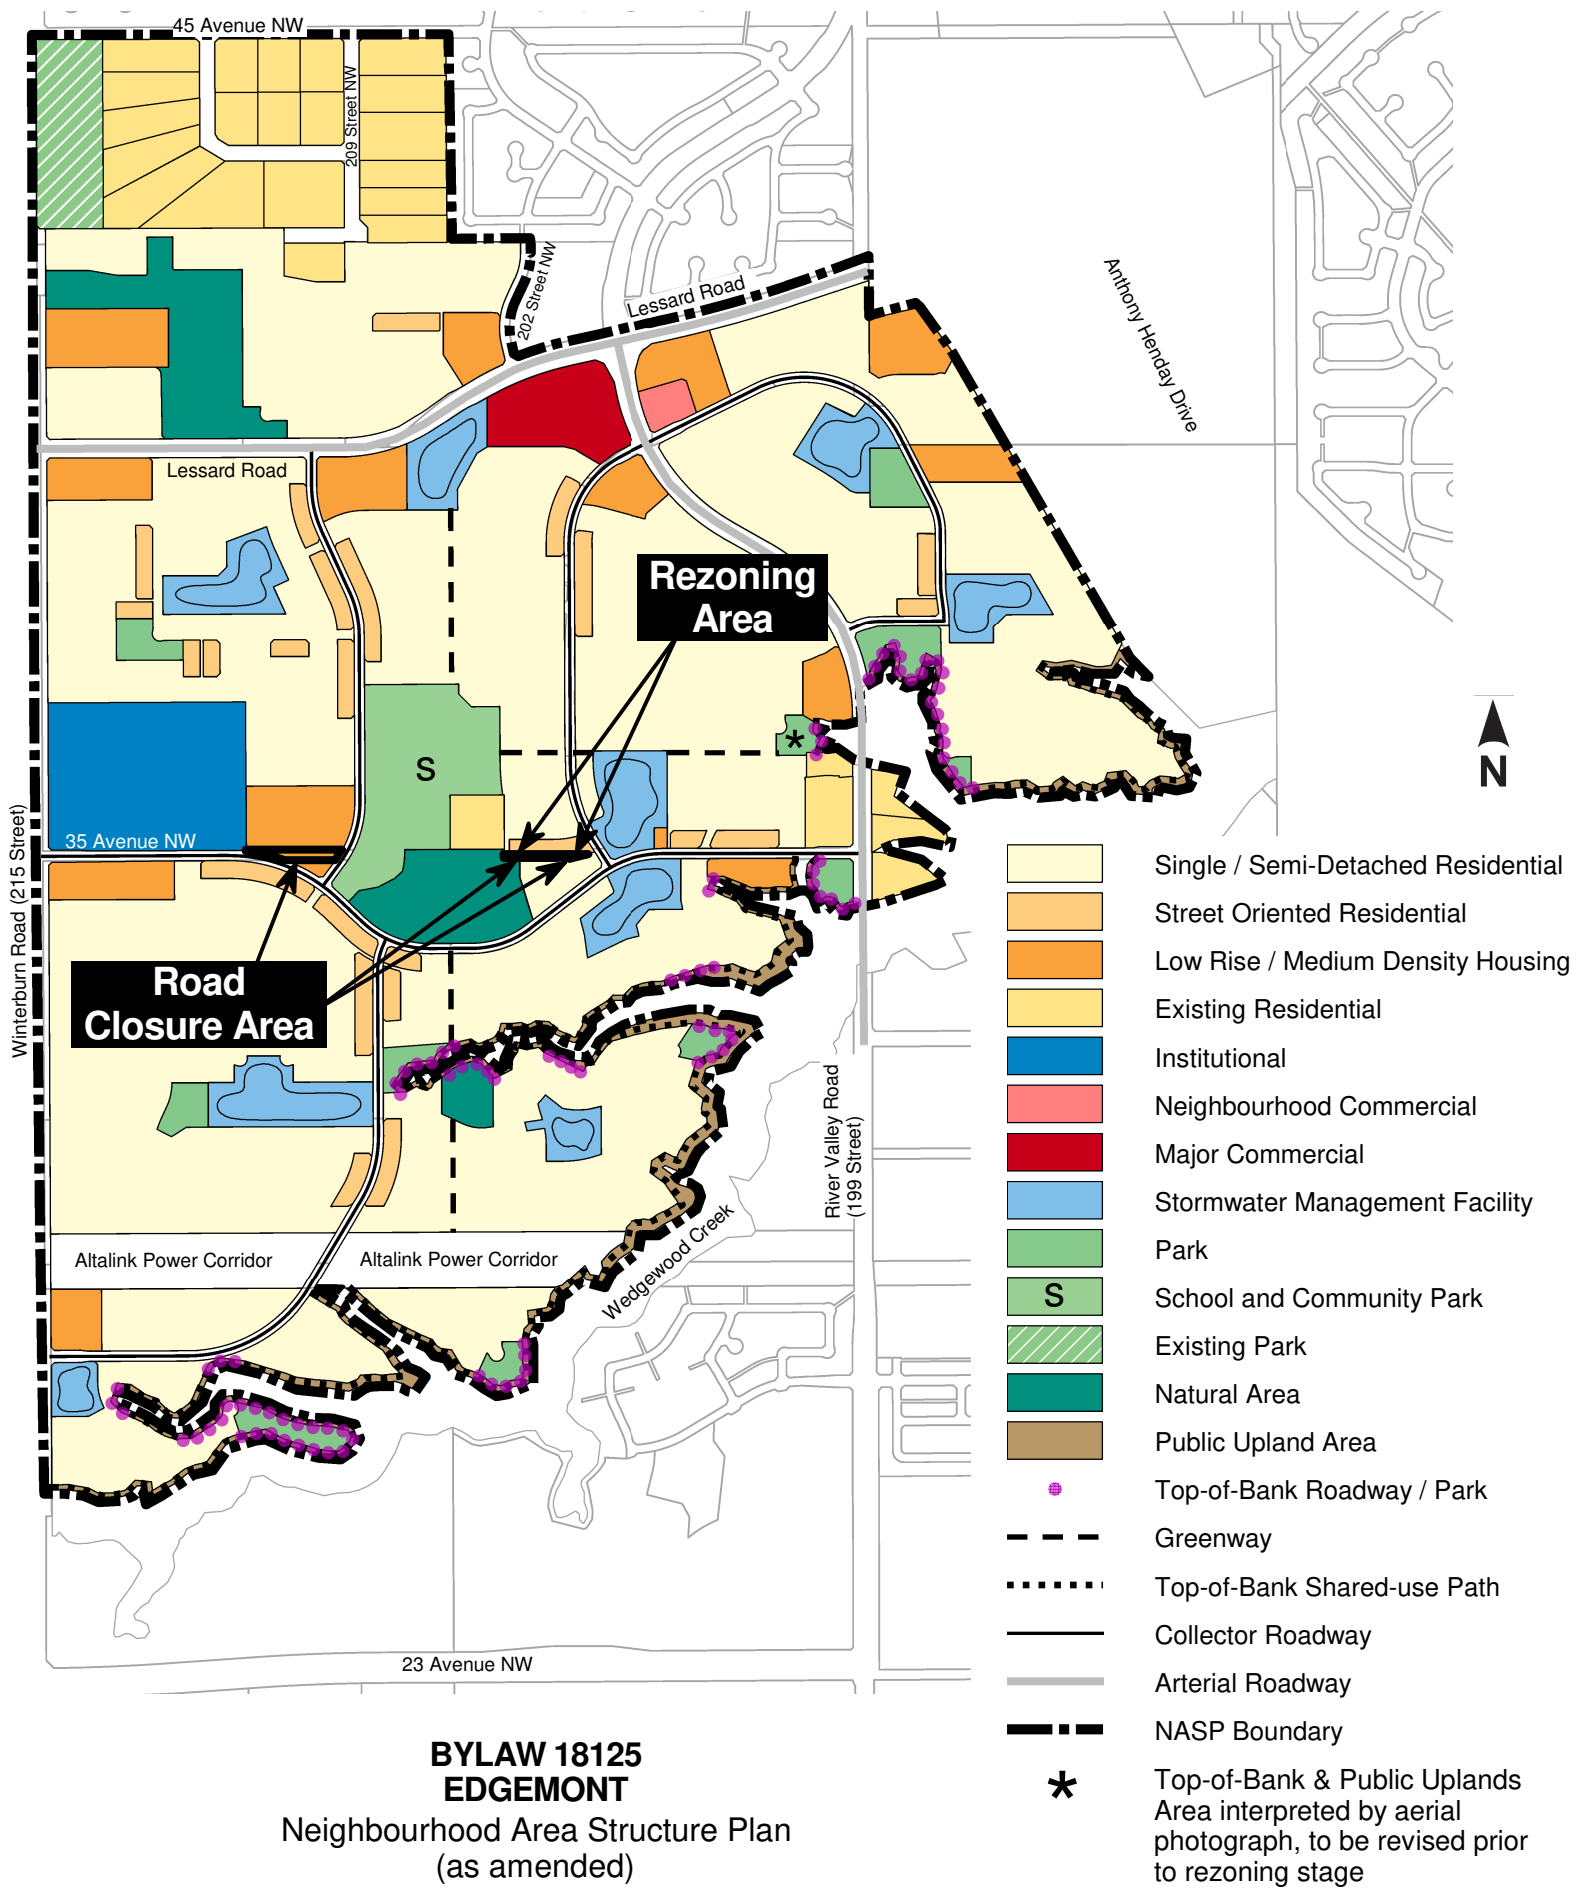 45 Avenue NW
209 Street NW
202 Street NW
Lessard Road
Anthony Henday Drive
Lessard Road
Rezoning
Area
S
*
35 Avenue NW
Winterburn Road (215 Street)
Road
Closure Area
N
River Valley Road
(199 Street)
Altalink Power Corridor
Altalink Power Corridor
Wedgewood Creek
23 Avenue NW
Single / Semi-Detached Residential
Street Oriented Residential
Low Rise / Medium Density Housing
Existing Residential
Institutional
Neighbourhood Commercial
Major Commercial
Stormwater Management Facility
Park
S School and Community Park
Existing Park
Natural Area
Public Upland Area
Top-of-Bank Roadway / Park
Greenway
Top-of-Bank Shared-use Path
Collector Roadway
Arterial Roadway
NASP Boundary
* Top-of-Bank & Public Uplands
Area interpreted by aerial
photograph, to be revised prior
to rezoning stage
BYLAW 18125
EDGEMONT
Neighbourhood Area Structure Plan
(as amended)